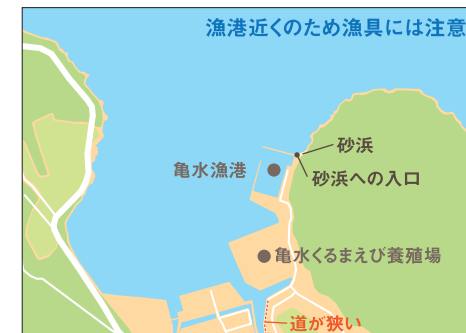 漁港近くのため漁具には注意
砂浜
亀水漁港
砂浜への入口
亀水くるまえび養殖場
道が狭い